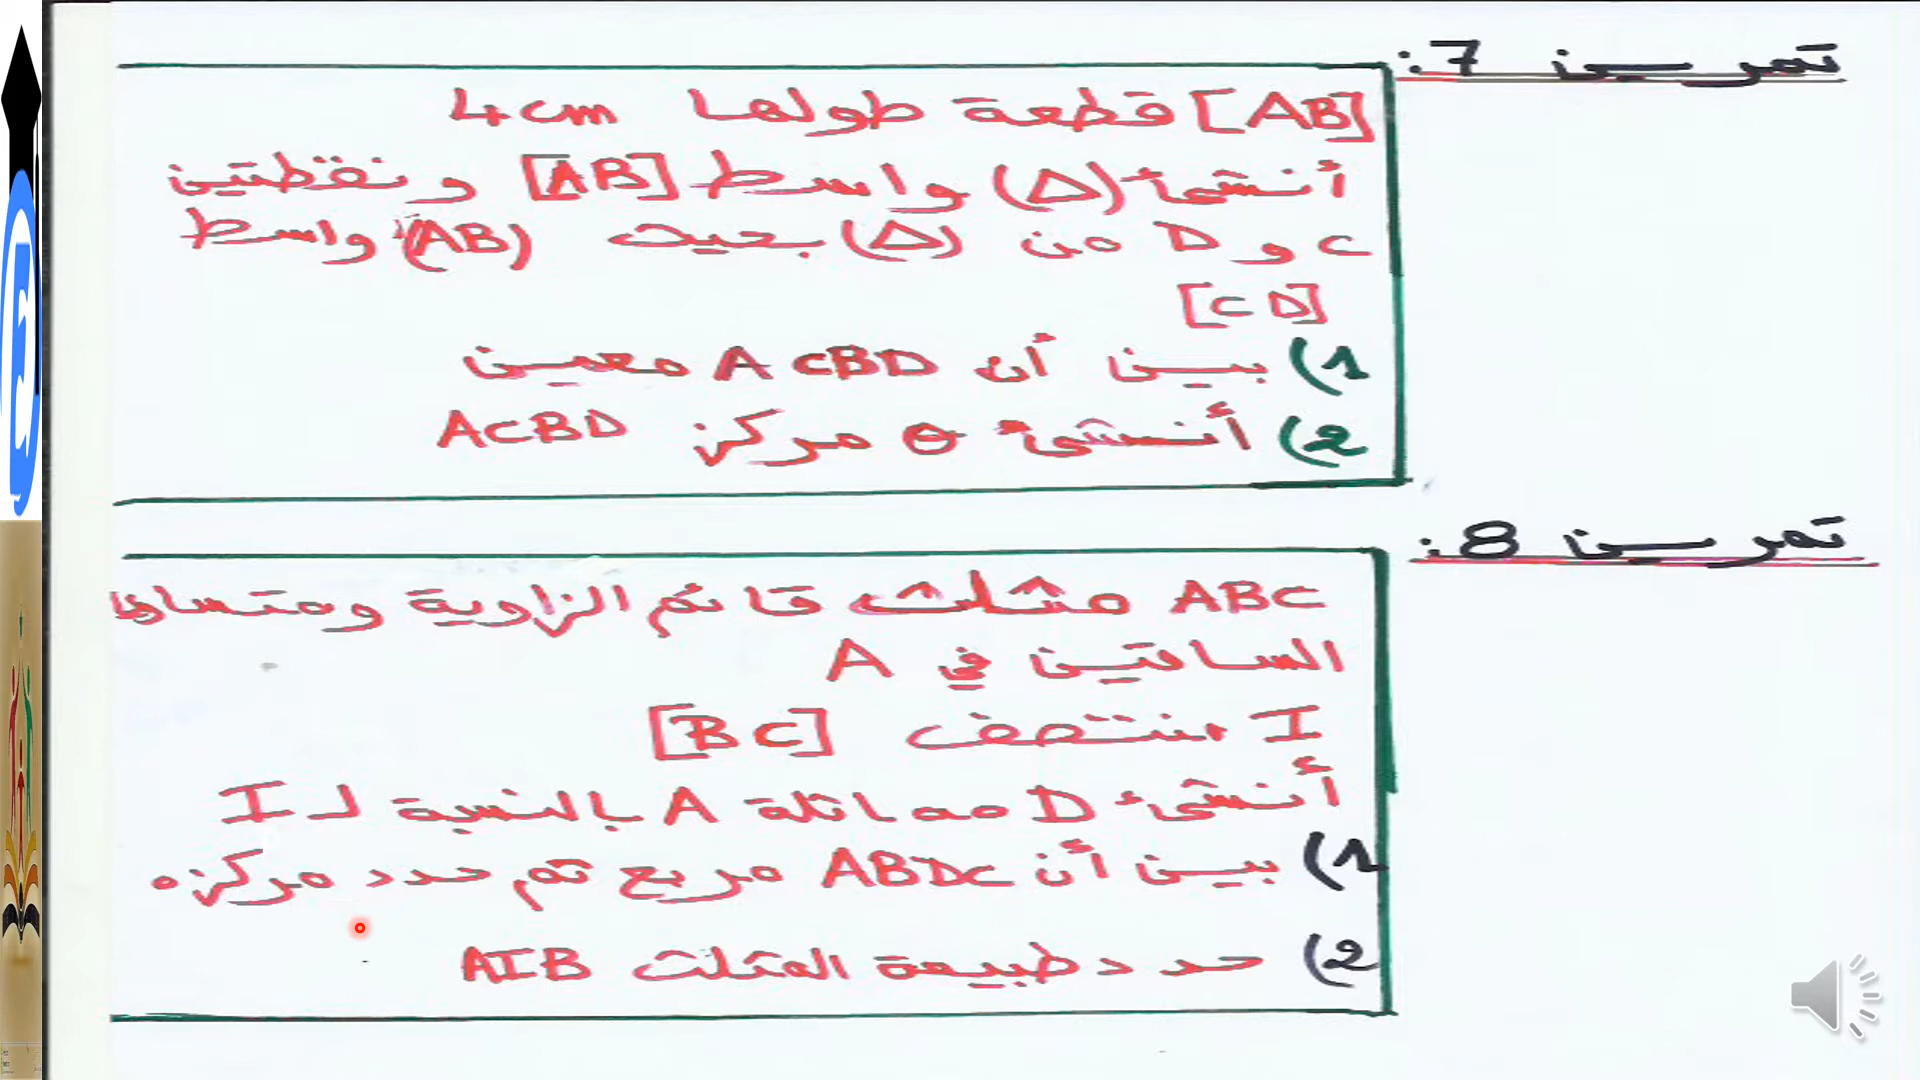 تمرين 7:
[AB] قطعة طولها 4cm
أنشئ (Δ) واسط [AB] و نقطتين
C و D من (Δ) بحيث (AB) واسط
[CD]
1) بين أن ACBD معين
2) أنشئ O مركز ACBD
تمرين 8:
ABC مثلث قائم الزاوية ومتساوي
الساقين في A
I منتصف [BC]
أنشئ D مماثلة A بالنسبة لـ I
1) بين أن ABDC مربع تم حدد مركزه
2) حدد طبيعة المثلث AIB